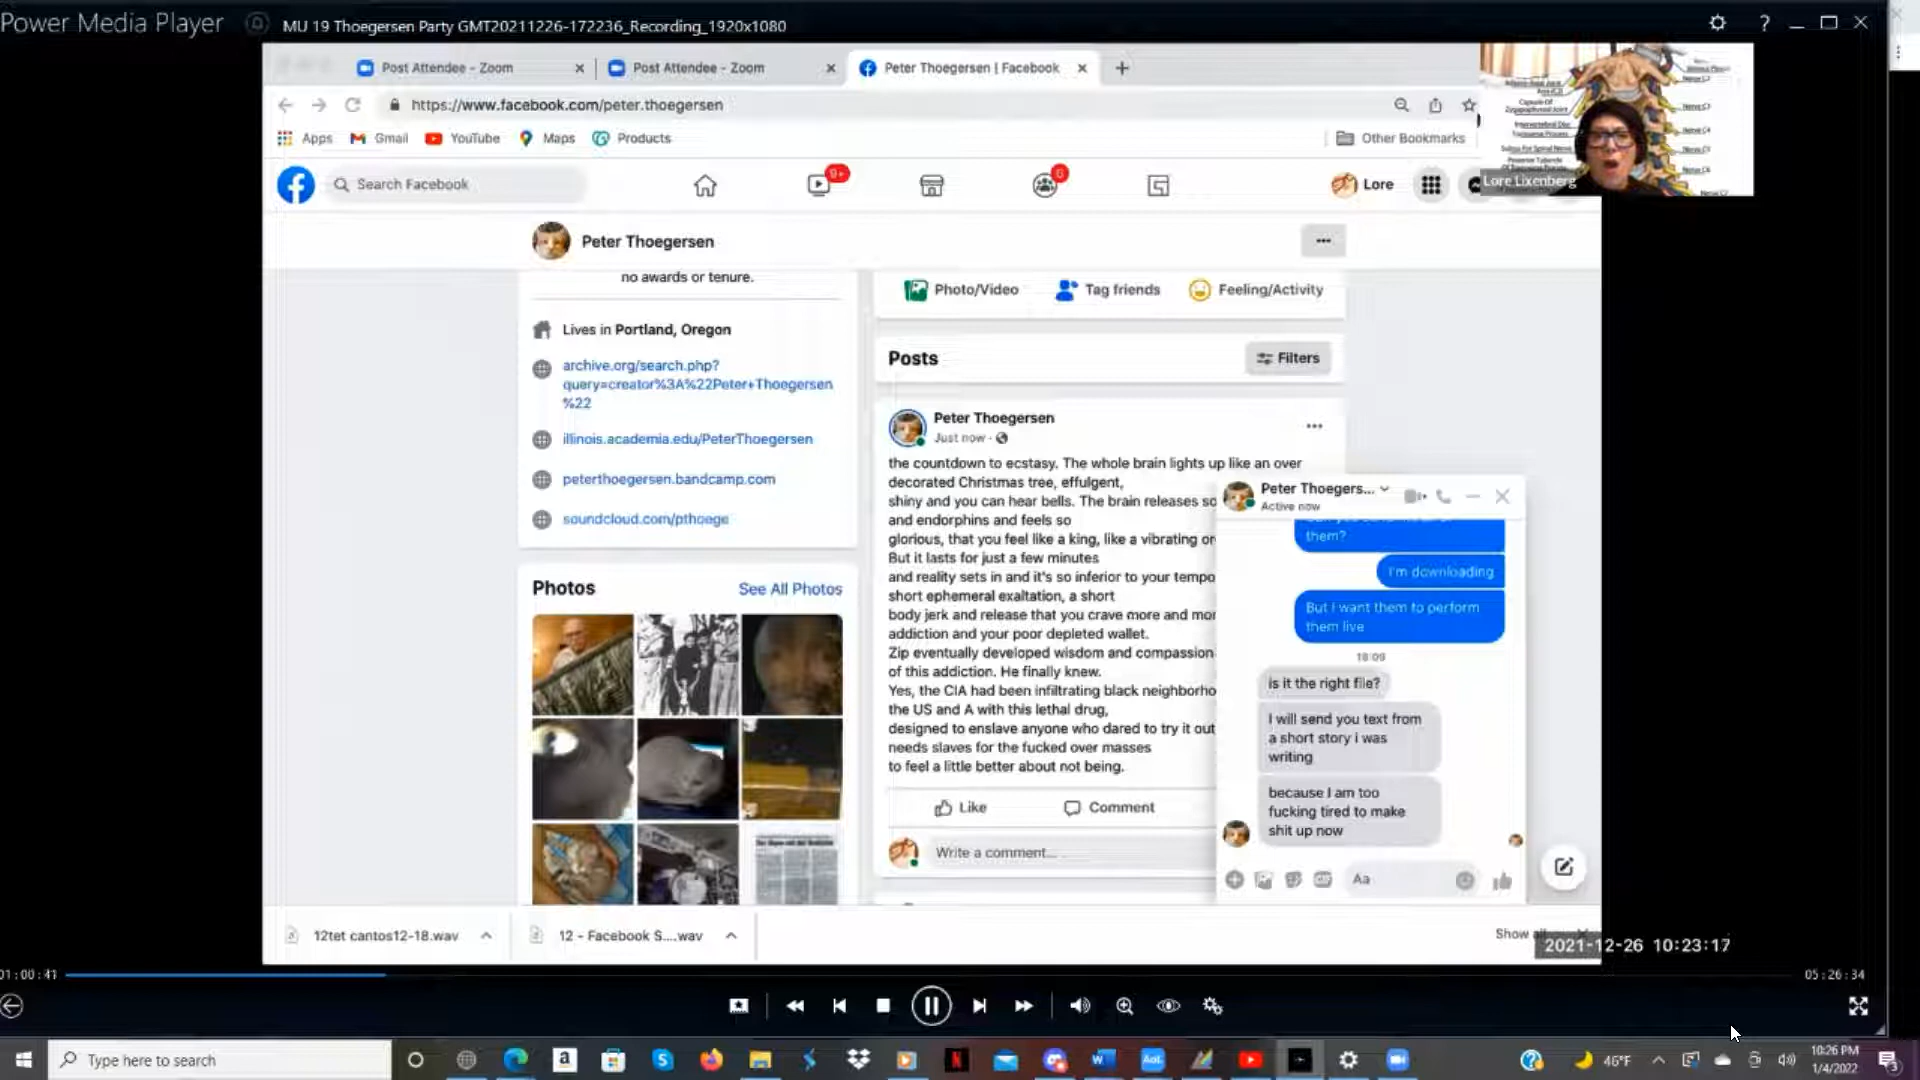 Power Media Player
MU 19 Thoegersen Party GMT20211226-172236_Recording_1920x1080
Post Attendee - Zoom
Post Attendee - Zoom
Peter Thoegersen | Facebook
https://www.facebook.com/peter.thoegersen
Apps
Gmail
YouTube
Maps
Products
Other Bookmarks
Search Facebook
9+
6
Lore
Lore Lixenberg
Peter Thoegersen
no awards or tenure.
Lives in Portland, Oregon
archive.org/search.php?
query=creator%3A%22Peter+Thoegersen
%22
illinois.academia.edu/PeterThoegersen
peterthoegersen.bandcamp.com
soundcloud.com/pthoege
Photos
See All Photos
Photo/Video
Tag friends
Feeling/Activity
Posts
Filters
Peter Thoegersen
Just now ·
the countdown to ecstasy. The whole brain lights up like an over
decorated Christmas tree, effulgent,
shiny and you can hear bells. The brain releases so
and endorphins and feels so
glorious, that you feel like a king, like a vibrating or
But it lasts for just a few minutes
and reality sets in and it's so inferior to your tempo
short ephemeral exaltation, a short
body jerk and release that you crave more and mor
addiction and your poor depleted wallet.
Zip eventually developed wisdom and compassion
of this addiction. He finally knew.
Yes, the CIA had been infiltrating black neighborho
the US and A with this lethal drug,
designed to enslave anyone who dared to try it out
needs slaves for the fucked over masses
to feel a little better about not being.
Like
Comment
Write a comment...
Peter Thoegers...
Active now
them?
I'm downloading
But i want them to perform
them live
18:09
is it the right file?
I will send you text from
a short story i was
writing
because I am too
fucking tired to make
shit up now
Aa
12tet cantos12-18.wav
12 - Facebook S....wav
Show all
2021-12-26 10:23:17
01:00:41
05:26:34
Type here to search
46°F
10:26 PM
1/4/2022
3